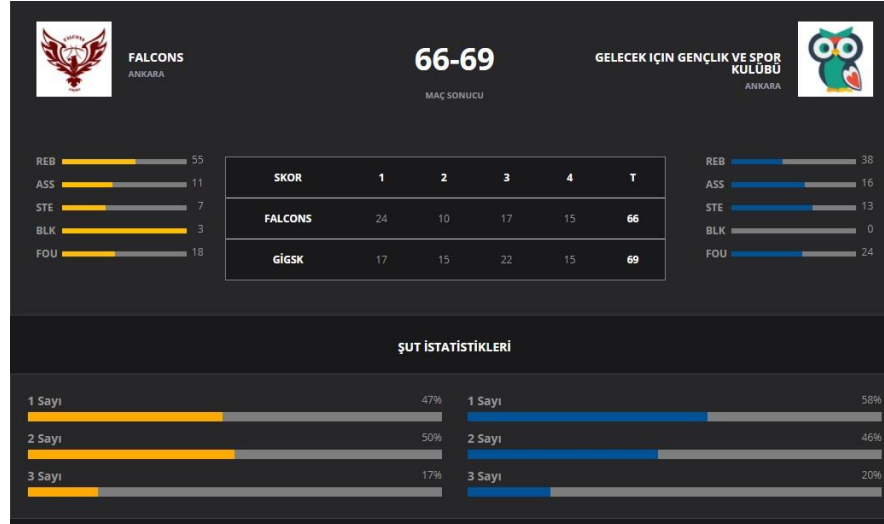 FALCONS
ANKARA
66-69
MAÇ SONUCU
GELECEK IÇIN GENÇLIK VE SPOR
KULÜBÜ
ANKARA
REB 55
ASS 11
STE 7
BLK 3
FOU 18
SKOR 1 2 3 4 T
FALCONS 24 10 17 15 66
GİGSK 17 15 22 15 69
REB 38
ASS 16
STE 13
BLK 0
FOU 24
ŞUT İSTATİSTİKLERİ
1 Sayı 47%
2 Sayı 50%
3 Sayı 17%
1 Sayı 58%
2 Sayı 46%
3 Sayı 20%